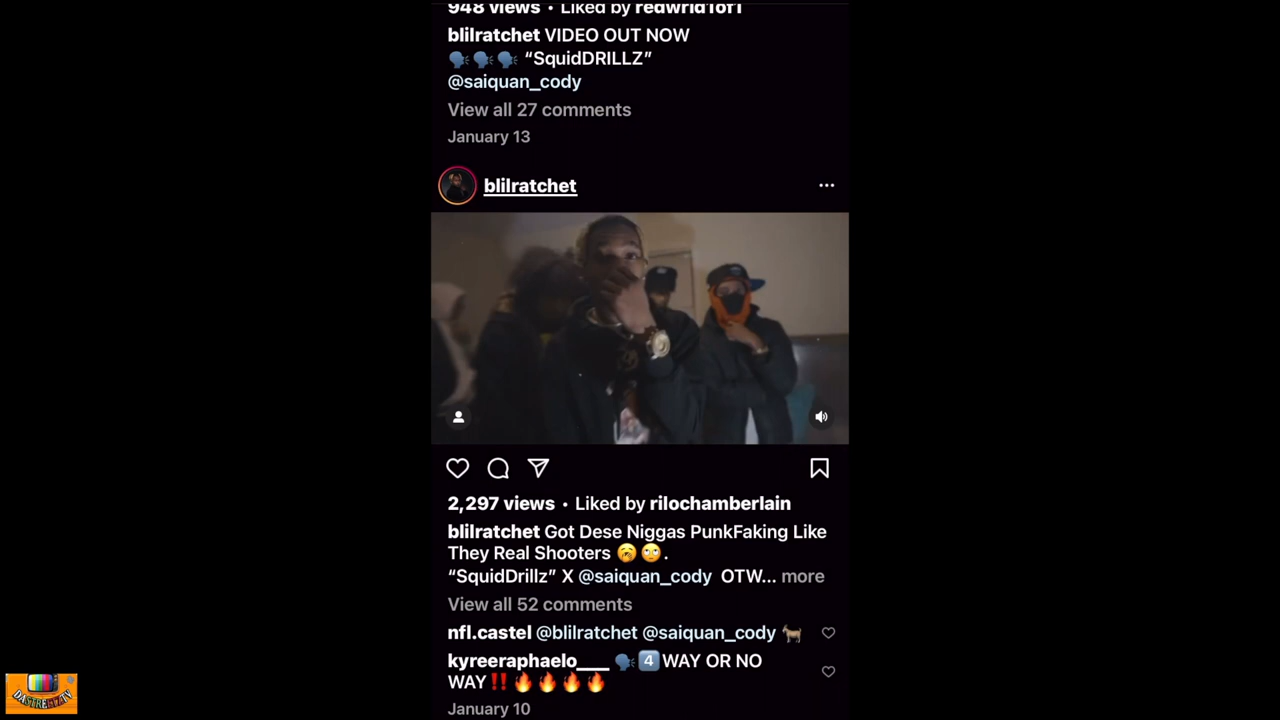 948 views • Liked by redwrld1of1
blilratchet VIDEO OUT NOW
🗣🗣🗣 “SquidDRILLZ”
@saiquan_cody
View all 27 comments
January 13
blilratchet
2,297 views • Liked by rilochamberlain
blilratchet Got Dese Niggas PunkFaking Like
They Real Shooters 🥱🙄.
“SquidDrillz” X @saiquan_cody OTW... more
View all 52 comments
nfl.castel @blilratchet @saiquan_cody 🐐
kyreeraphaelo___ 🗣4️⃣WAY OR NO
WAY‼️🔥🔥🔥🔥
January 10